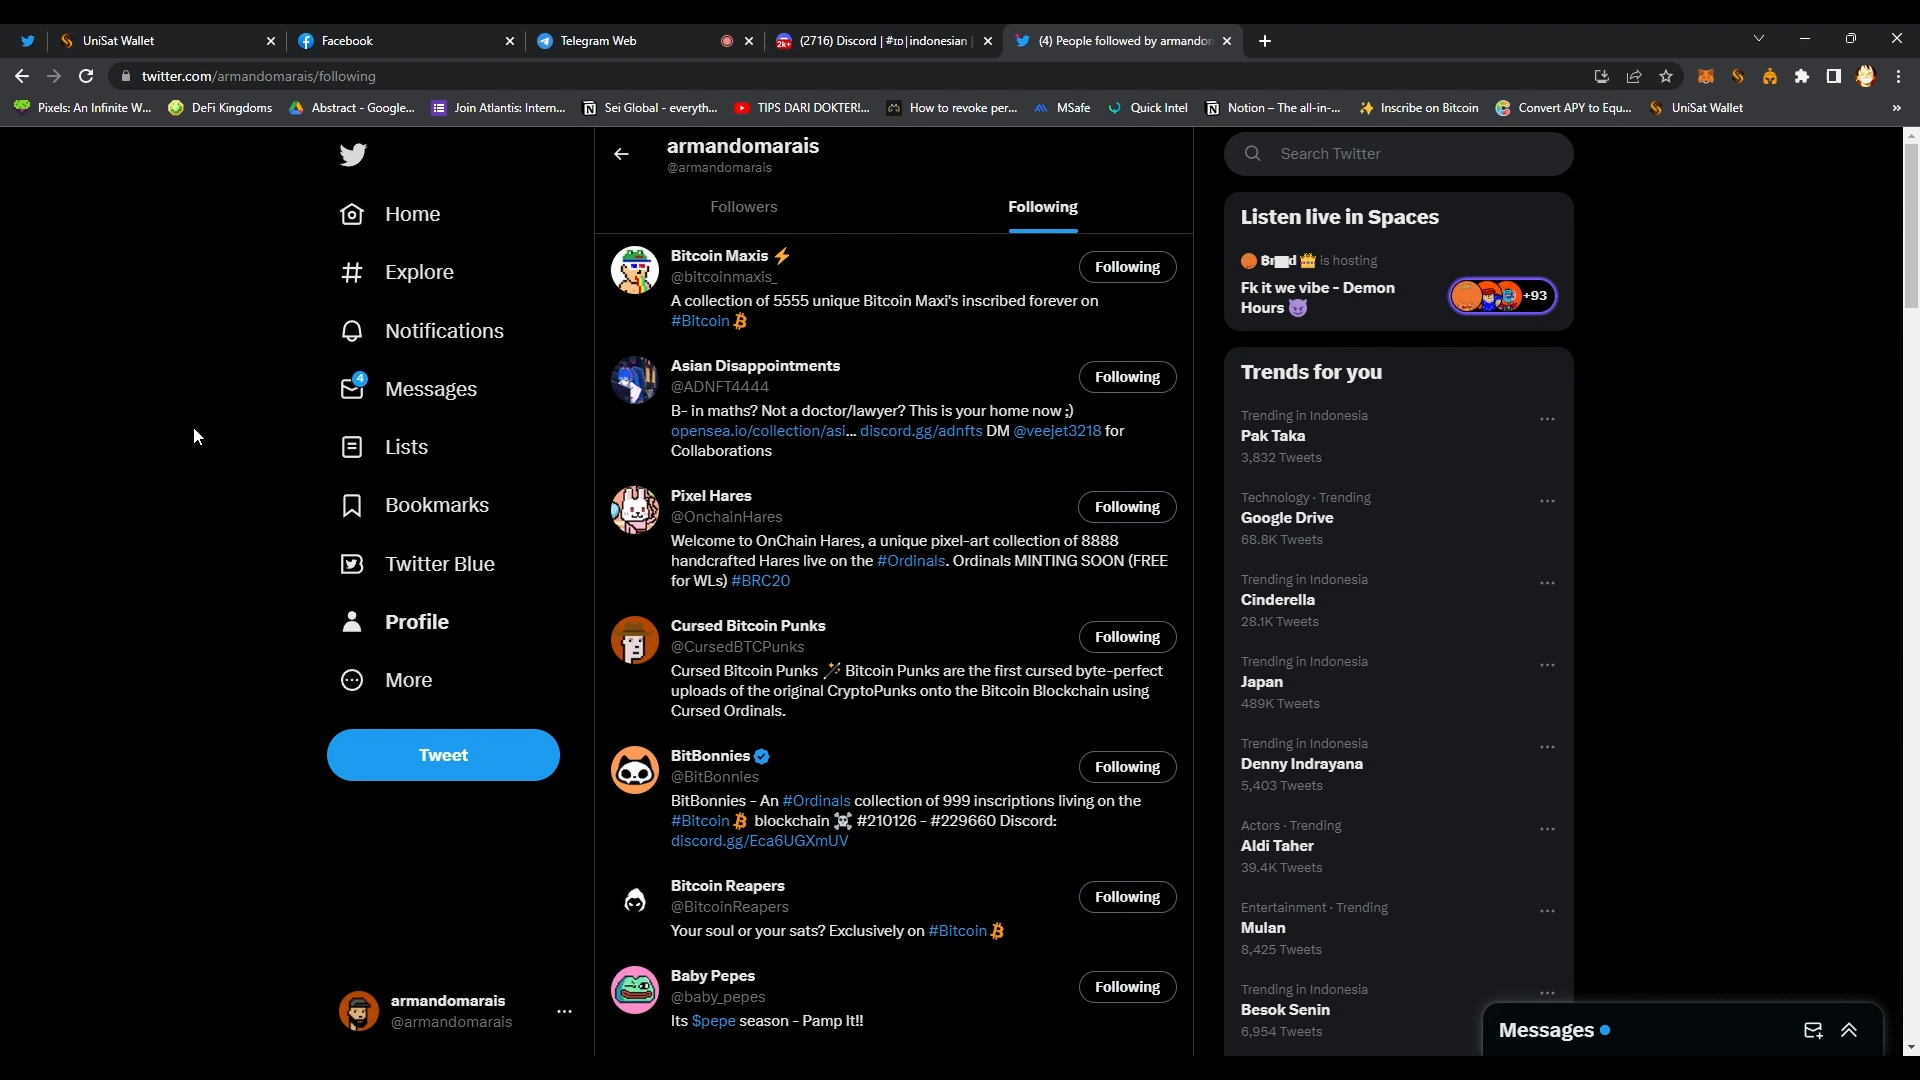 UniSat Wallet
Facebook
Telegram Web
(2716) Discord | #ID|indonesian
(4) People followed by armandor
twitter.com/armandomarais/following
Pixels: An Infinite W...
DeFi Kingdoms
Abstract - Google...
Join Atlantis: Intern...
Sei Global - everyth...
TIPS DARI DOKTER!...
How to revoke per...
MSafe
Quick Intel
Notion – The all-in-...
Inscribe on Bitcoin
Convert APY to Equ...
UniSat Wallet
Home
Explore
Notifications
4
Messages
Lists
Bookmarks
Twitter Blue
Profile
More
Tweet
armandomarais
@armandomarais
armandomarais
@armandomarais
Followers
Following
Bitcoin Maxis ⚡
@bitcoinmaxis_
Following
A collection of 5555 unique Bitcoin Maxi's inscribed forever on
#Bitcoin
Asian Disappointments
@ADNFT4444
Following
B- in maths? Not a doctor/lawyer? This is your home now ;)
opensea.io/collection/asi... discord.gg/adnfts DM @veejet3218 for
Collaborations
Pixel Hares
@OnchainHares
Following
Welcome to OnChain Hares, a unique pixel-art collection of 8888
handcrafted Hares live on the #Ordinals. Ordinals MINTING SOON (FREE
for WLs) #BRC20
Cursed Bitcoin Punks
@CursedBTCPunks
Following
Cursed Bitcoin Punks 🪄 Bitcoin Punks are the first cursed byte-perfect
uploads of the original CryptoPunks onto the Bitcoin Blockchain using
Cursed Ordinals.
BitBonnies
@BitBonnies
Following
BitBonnies - An #Ordinals collection of 999 inscriptions living on the
#Bitcoin blockchain ☠️ #210126 - #229660 Discord:
discord.gg/Eca6UGXmUV
Bitcoin Reapers
@BitcoinReapers
Following
Your soul or your sats? Exclusively on #Bitcoin
Baby Pepes
@baby_pepes
Following
Its $pepe season - Pamp It!!
Search Twitter
Listen live in Spaces
👑 is hosting
Fk it we vibe - Demon
Hours 😈
+93
Trends for you
Trending in Indonesia
Pak Taka
3,832 Tweets
Technology · Trending
Google Drive
68.8K Tweets
Trending in Indonesia
Cinderella
28.1K Tweets
Trending in Indonesia
Japan
489K Tweets
Trending in Indonesia
Denny Indrayana
5,403 Tweets
Actors · Trending
Aldi Taher
39.4K Tweets
Entertainment · Trending
Mulan
8,425 Tweets
Trending in Indonesia
Besok Senin
6,954 Tweets
Messages